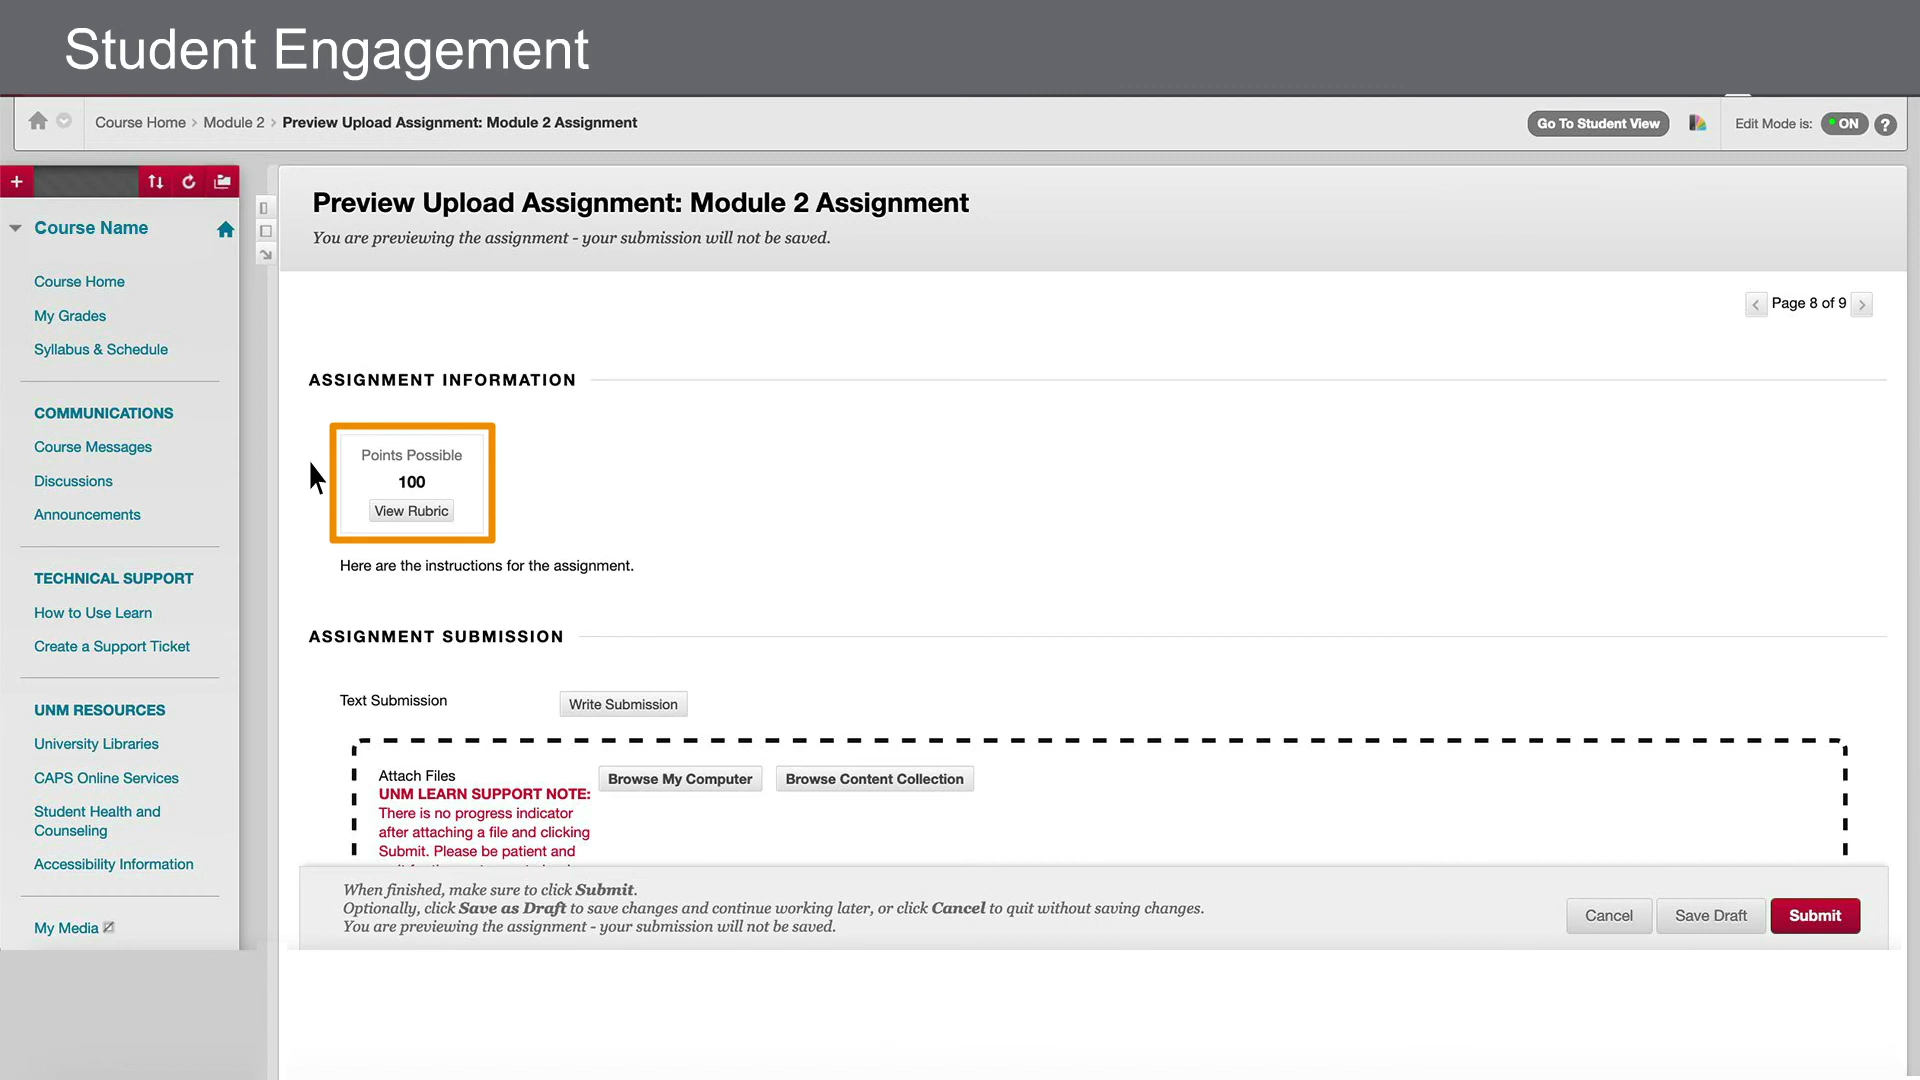 Student Engagement
Course Home > Module 2 > Preview Upload Assignment: Module 2 Assignment
Go To Student View
Edit Mode is: ON ?
Course Name
Course Home
My Grades
Syllabus & Schedule
COMMUNICATIONS
Course Messages
Discussions
Announcements
TECHNICAL SUPPORT
How to Use Learn
Create a Support Ticket
UNM RESOURCES
University Libraries
CAPS Online Services
Student Health and
Counseling
Accessibility Information
My Media
Preview Upload Assignment: Module 2 Assignment
You are previewing the assignment - your submission will not be saved.
< Page 8 of 9 >
ASSIGNMENT INFORMATION
Points Possible
100
View Rubric
Here are the instructions for the assignment.
ASSIGNMENT SUBMISSION
Text Submission
Write Submission
Attach Files
Browse My Computer
Browse Content Collection
UNM LEARN SUPPORT NOTE:
There is no progress indicator
after attaching a file and clicking
Submit. Please be patient and
When finished, make sure to click Submit.
Optionally, click Save as Draft to save changes and continue working later, or click Cancel to quit without saving changes.
You are previewing the assignment - your submission will not be saved.
Cancel
Save Draft
Submit